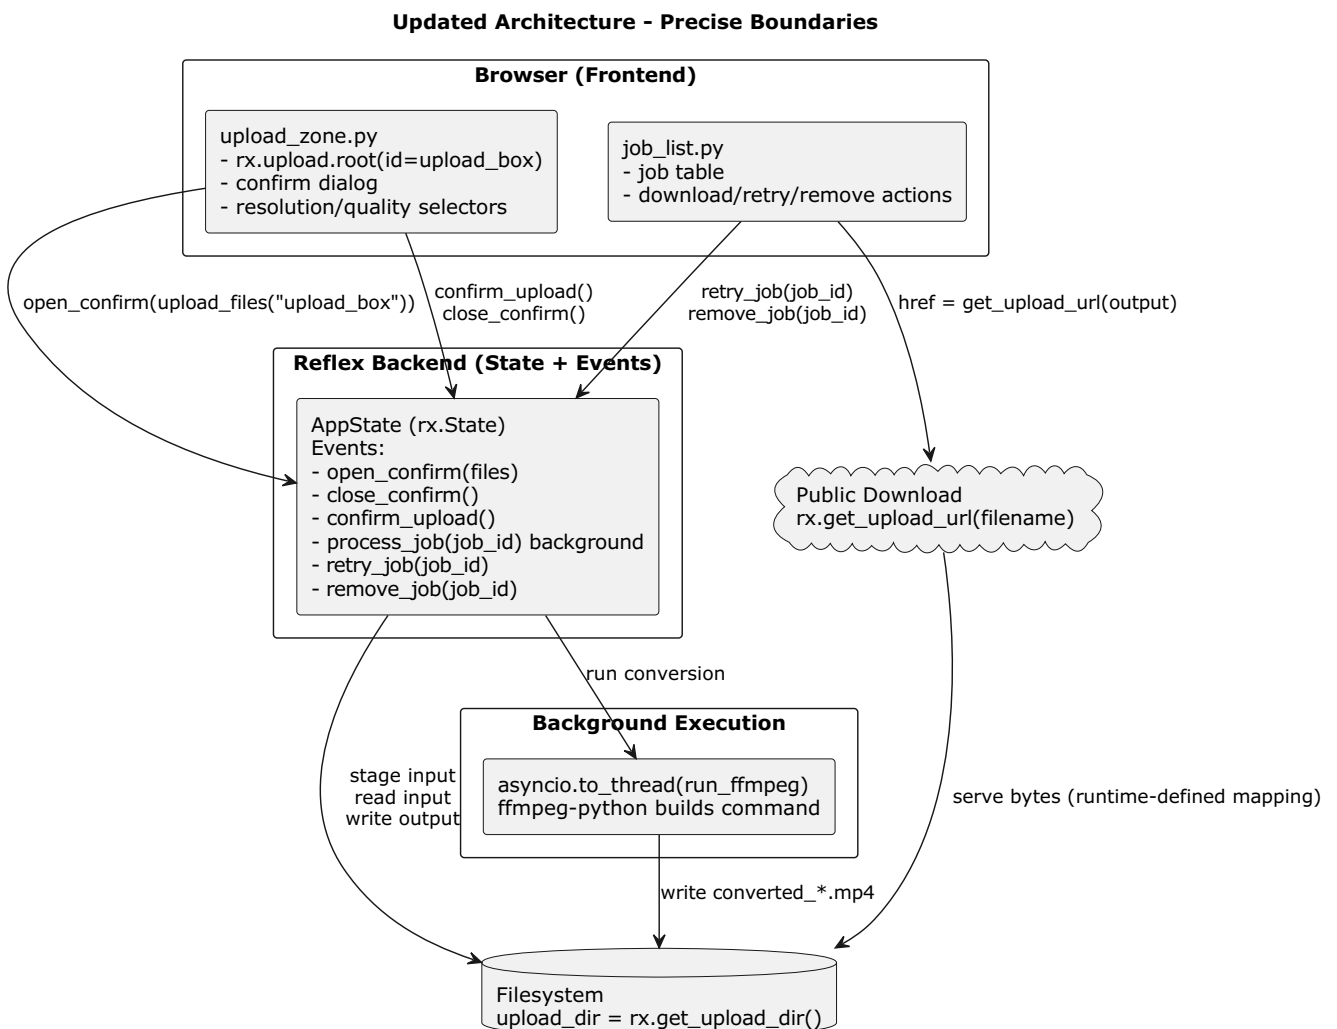 Updated Architecture - Precise Boundaries
Browser (Frontend)
upload_zone.py
- rx.upload.root(id=upload_box)
- confirm dialog
- resolution/quality selectors
job_list.py
- job table
- download/retry/remove actions
open_confirm(upload_files("upload_box"))
confirm_upload()
close_confirm()
retry_job(job_id)
remove_job(job_id)
href = get_upload_url(output)
Reflex Backend (State + Events)
AppState (rx.State)
Events:
- open_confirm(files)
- close_confirm()
- confirm_upload()
- process_job(job_id) background
- retry_job(job_id)
- remove_job(job_id)
Public Download
rx.get_upload_url(filename)
run conversion
Background Execution
asyncio.to_thread(run_ffmpeg)
ffmpeg-python builds command
stage input
read input
write output
serve bytes (runtime-defined mapping)
write converted_*.mp4
Filesystem
upload_dir = rx.get_upload_dir()